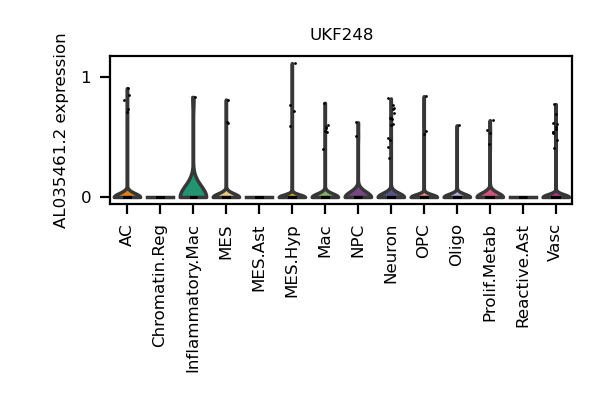 UKF248
AL035461.2 expression
1
0
AC
Chromatin.Reg
Inflammatory.Mac
MES
MES.Ast
MES.Hyp
Mac
NPC
Neuron
OPC
Oligo
Prolif.Metab
Reactive.Ast
Vasc